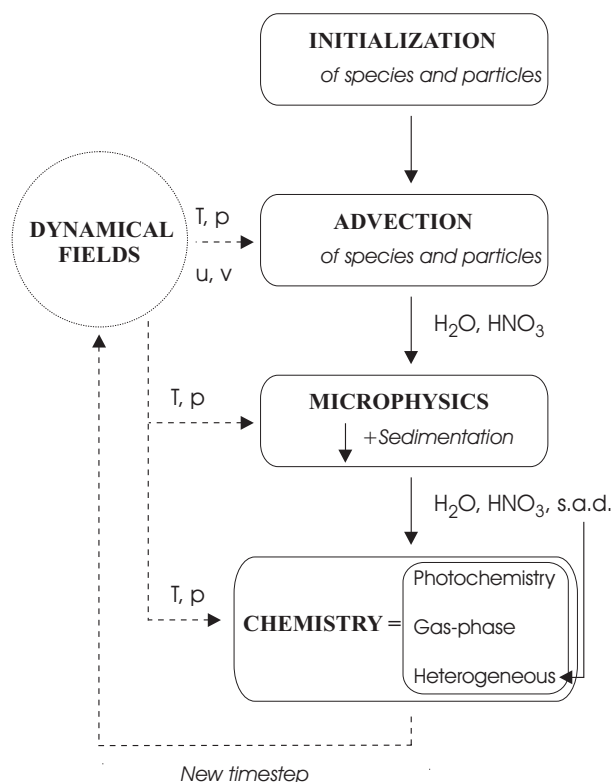 INITIALIZATION
of species and particles
DYNAMICAL
FIELDS
T, p
u, v
ADVECTION
of species and particles
H₂O, HNO₃
T, p
MICROPHYSICS
+Sedimentation
H₂O, HNO₃, s.a.d.
T, p
CHEMISTRY =
Photochemistry
Gas-phase
Heterogeneous
New timestep